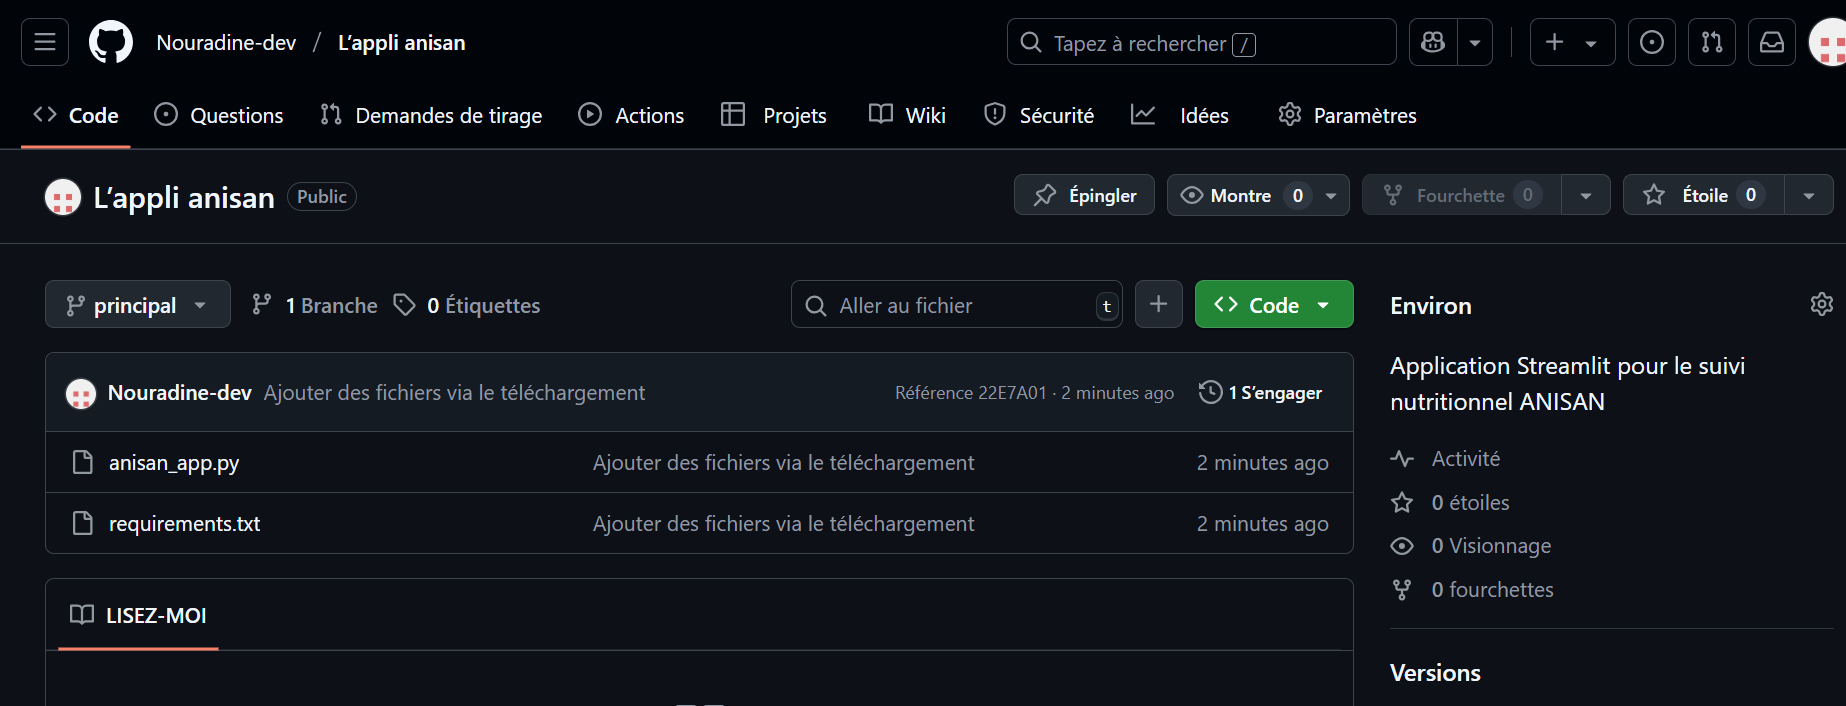 Nouradine-dev / L’appli anisan
Tapez à rechercher /
Code Questions Demandes de tirage Actions Projets Wiki Sécurité Idées Paramètres
L’appli anisan Public
Épingler Montre 0 Fourchette 0 Étoile 0
principal 1 Branche 0 Étiquettes
Aller au fichier t
Code
Nouradine-dev Ajouter des fichiers via le téléchargement Référence 22E7A01 · 2 minutes ago 1 S’engager
anisan_app.py Ajouter des fichiers via le téléchargement 2 minutes ago
requirements.txt Ajouter des fichiers via le téléchargement 2 minutes ago
LISEZ-MOI
Environ
Application Streamlit pour le suivi
nutritionnel ANISAN
Activité
0 étoiles
0 Visionnage
0 fourchettes
Versions